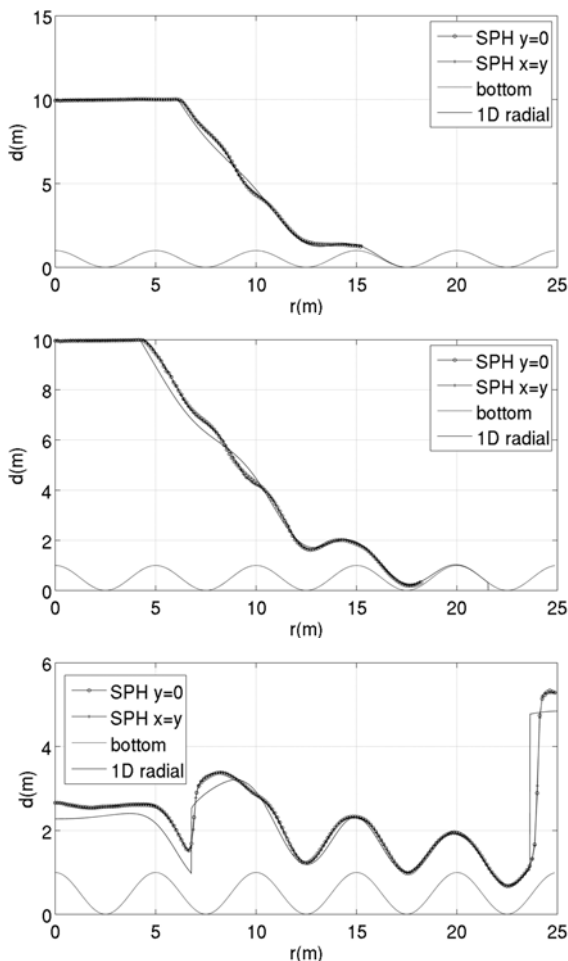 15
10
5
0
d(m)
SPH y=0
SPH x=y
bottom
1D radial
0 5 10 15 20 25
r(m)
10
8
6
4
2
0
d(m)
SPH y=0
SPH x=y
bottom
1D radial
0 5 10 15 20 25
r(m)
6
4
2
0
d(m)
SPH y=0
SPH x=y
bottom
1D radial
0 5 10 15 20 25
r(m)